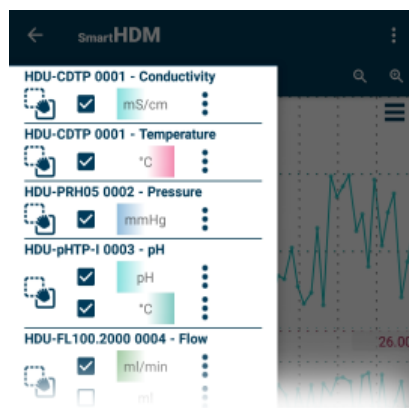 SmartHDM
HDU-CDTP 0001 - Conductivity
mS/cm
HDU-CDTP 0001 - Temperature
°C
HDU-PRH05 0002 - Pressure
mmHg
HDU-pHTP-I 0003 - pH
pH
°C
HDU-FL100.2000 0004 - Flow
26.00
ml/min
ml